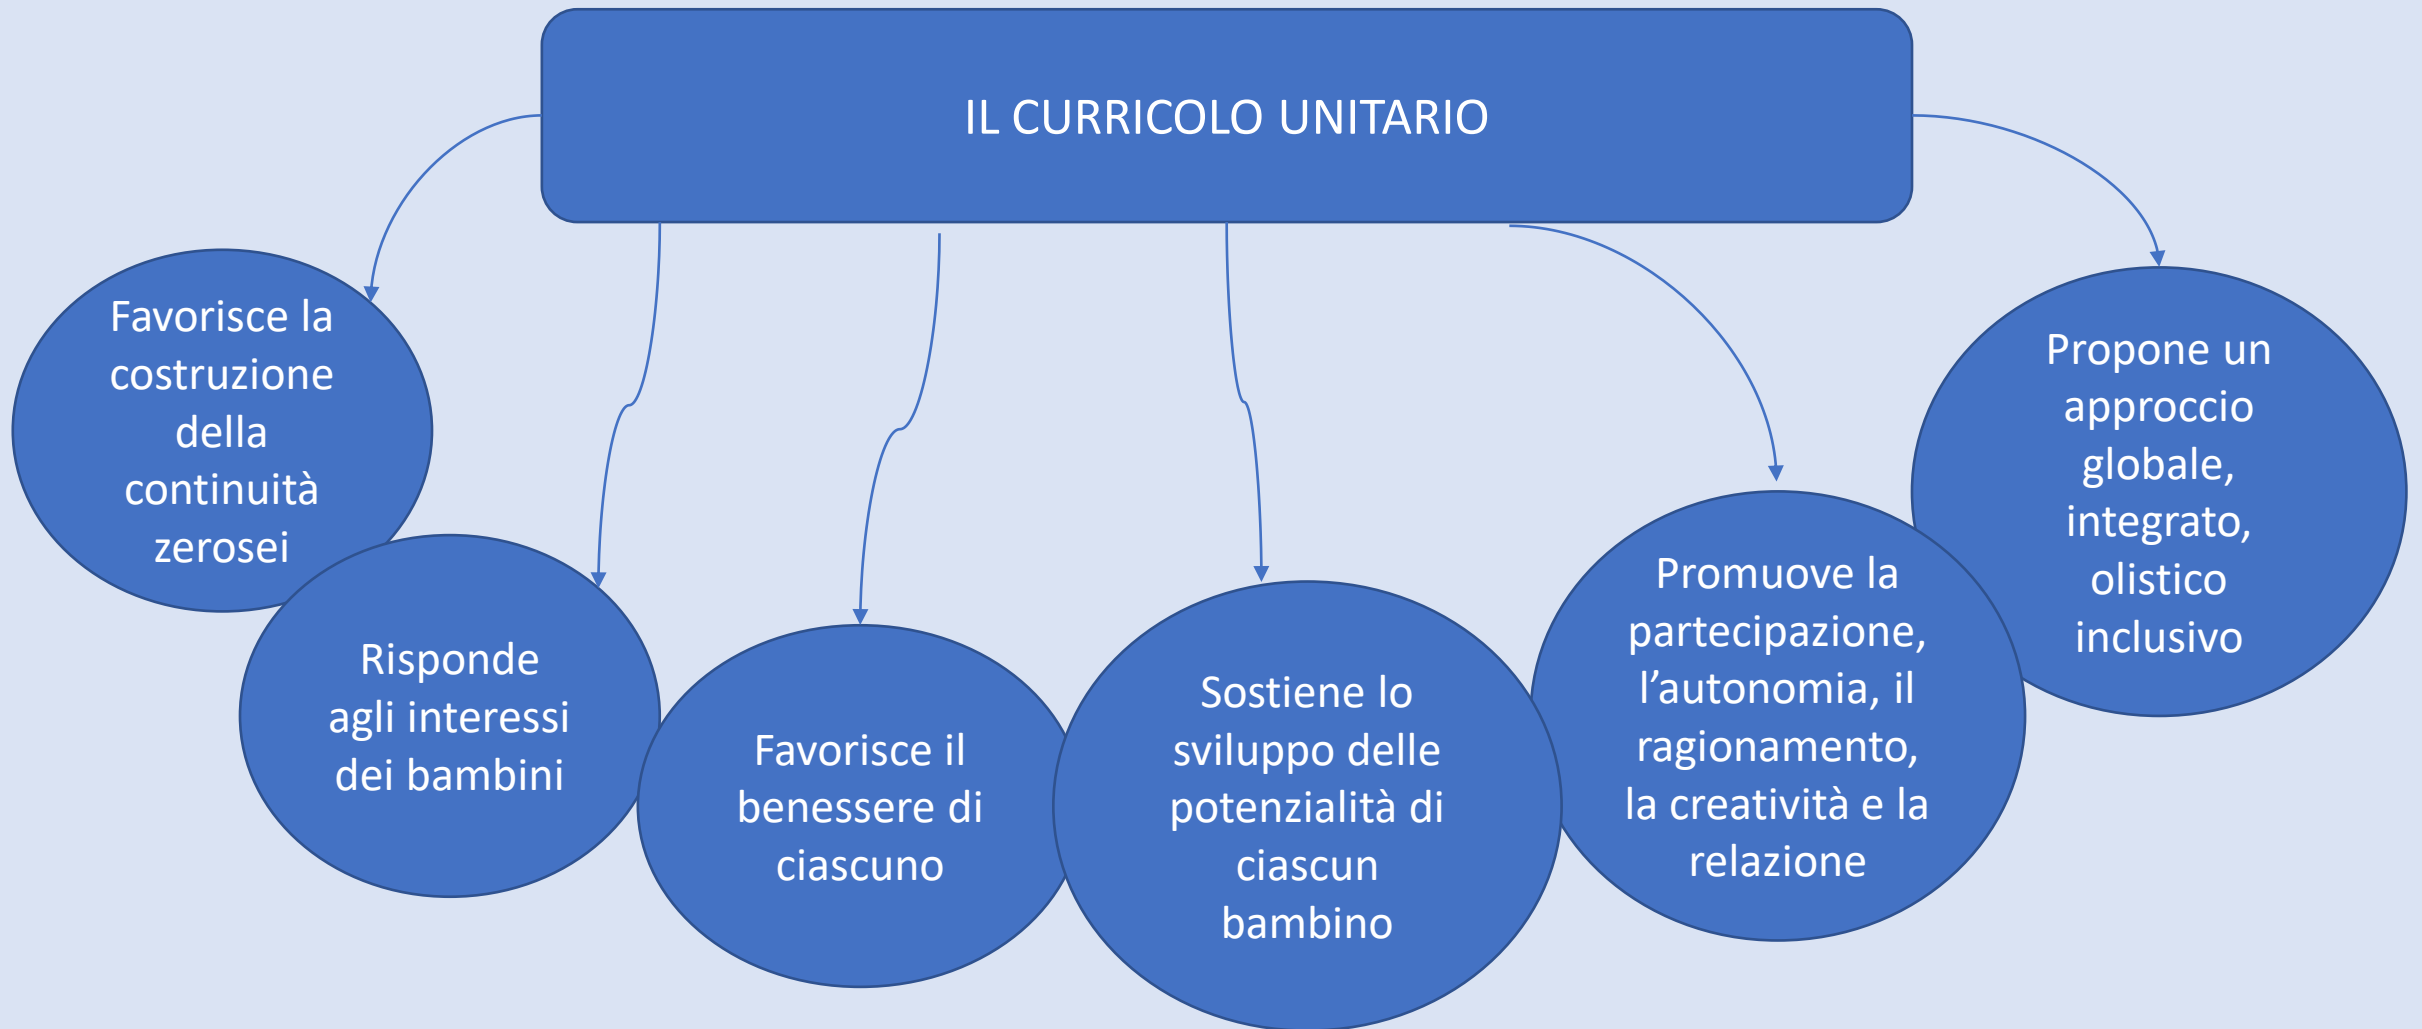 IL CURRICOLO UNITARIO
Favorisce la
costruzione
della
continuità
zerosei
Risponde
agli interessi
dei bambini
Favorisce il
benessere di
ciascuno
Sostiene lo
sviluppo delle
potenzialità di
ciascun
bambino
Promuove la
partecipazione,
l’autonomia, il
ragionamento,
la creatività e la
relazione
Propone un
approccio
globale,
integrato,
olistico
inclusivo